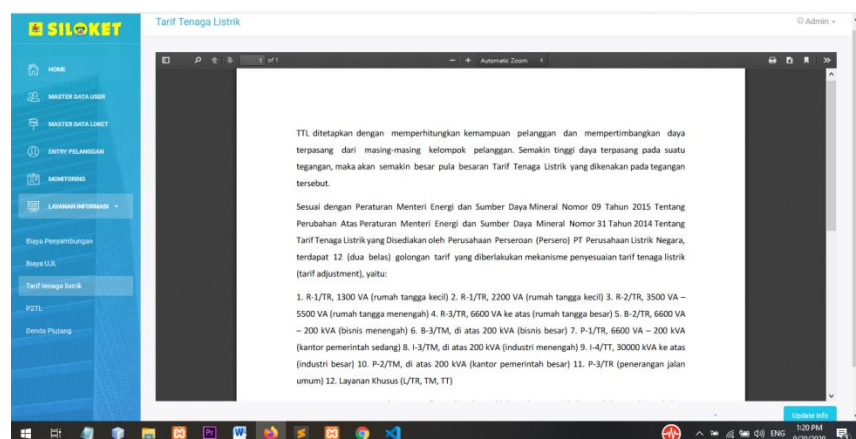 SILOKET
Tarif Tenaga Listrik
Admin
HOME
MASTER DATA USER
MASTER DATA LOKET
ENTRY PELANGGAN
MONITORING
LAYANAN INFORMASI
Biaya Penyambungan
Biaya UJL
Tarif tenaga listrik
P2TL
Denda Piutang
1 of 1
Automatic Zoom
TTL ditetapkan dengan memperhitungkan kemampuan pelanggan dan mempertimbangkan daya
terpasang dari masing-masing kelompok pelanggan. Semakin tinggi daya terpasang pada suatu
tegangan, maka akan semakin besar pula besaran Tarif Tenaga Listrik yang dikenakan pada tegangan
tersebut.
Sesuai dengan Peraturan Menteri Energi dan Sumber Daya Mineral Nomor 09 Tahun 2015 Tentang
Perubahan Atas Peraturan Menteri Energi dan Sumber Daya Mineral Nomor 31 Tahun 2014 Tentang
Tarif Tenaga Listrik yang Disediakan oleh Perusahaan Perseroan (Persero) PT Perusahaan Listrik Negara,
terdapat 12 (dua belas) golongan tarif yang diberlakukan mekanisme penyesuaian tarif tenaga listrik
(tarif adjustment), yaitu:
1. R-1/TR, 1300 VA (rumah tangga kecil) 2. R-1/TR, 2200 VA (rumah tangga kecil) 3. R-2/TR, 3500 VA –
5500 VA (rumah tangga menengah) 4. R-3/TR, 6600 VA ke atas (rumah tangga besar) 5. B-2/TR, 6600 VA
– 200 kVA (bisnis menengah) 6. B-3/TM, di atas 200 kVA (bisnis besar) 7. P-1/TR, 6600 VA – 200 kVA
(kantor pemerintah sedang) 8. I-3/TM, di atas 200 kVA (industri menengah) 9. I-4/TT, 30000 kVA ke atas
(industri besar) 10. P-2/TM, di atas 200 kVA (kantor pemerintah besar) 11. P-3/TR (penerangan jalan
umum) 12. Layanan Khusus (L/TR, TM, TT)
Update info
ENG
1:20 PM
9/20/2020